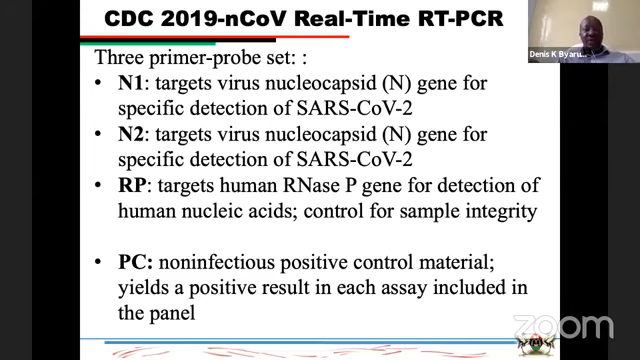 CDC 2019-nCoV Real-Time RT-PCR
Denis K Byaru...
Three primer-probe set: :
• N1: targets virus nucleocapsid (N) gene for
specific detection of SARS-CoV-2
• N2: targets virus nucleocapsid (N) gene for
specific detection of SARS-CoV-2
• RP: targets human RNase P gene for detection of
human nucleic acids; control for sample integrity
• PC: noninfectious positive control material;
yields a positive result in each assay included in
the panel
zoom